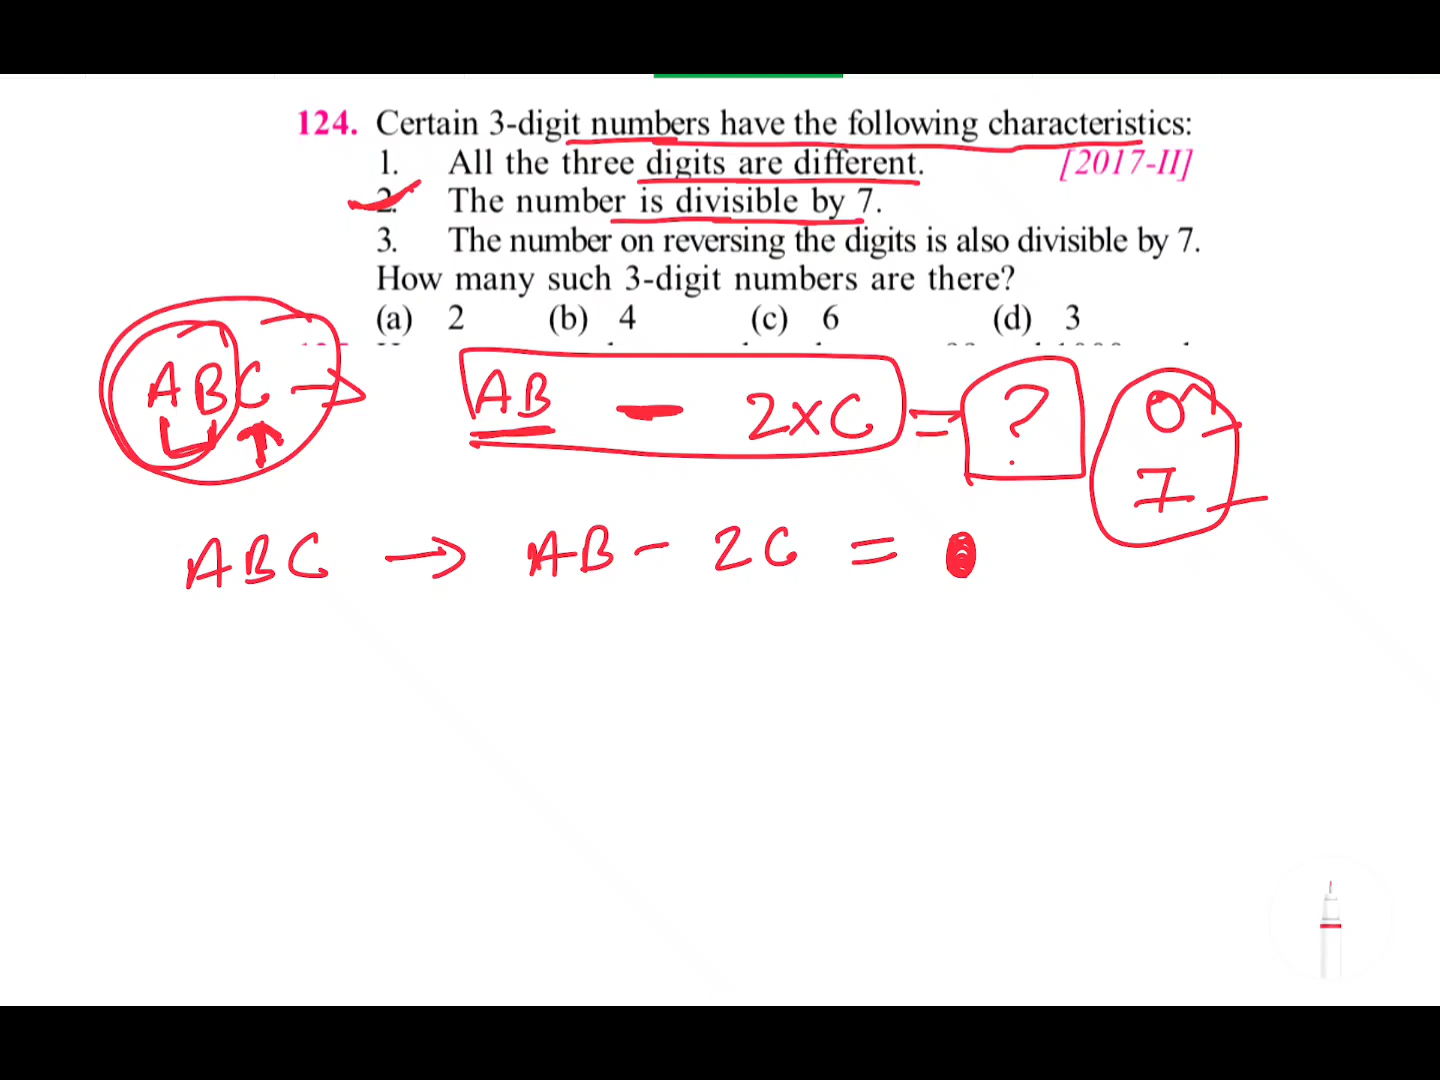 124. Certain 3-digit numbers have the following characteristics:
1. All the three digits are different. [2017-II]
2. The number is divisible by 7.
3. The number on reversing the digits is also divisible by 7.
How many such 3-digit numbers are there?
(a) 2 (b) 4 (c) 6 (d) 3
ABC → AB - 2×C = ? 0
7
ABC → AB - 2C =